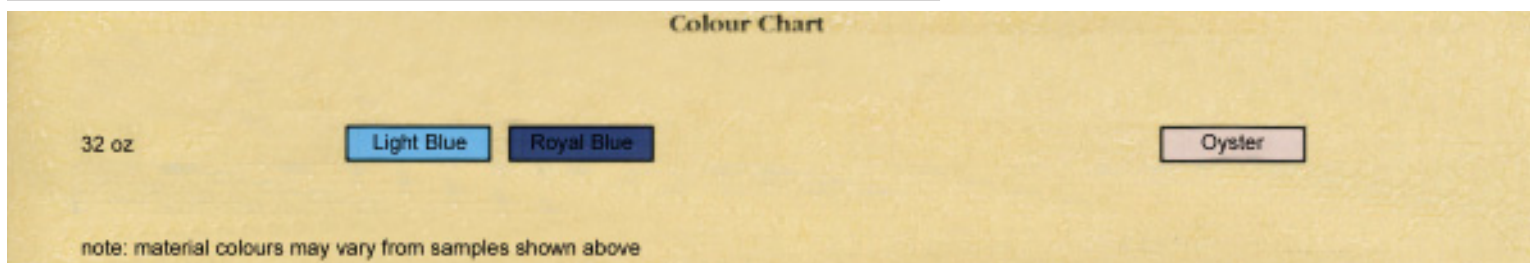 Colour Chart
32 oz Light Blue Royal Blue Oyster
note: material colours may vary from samples shown above